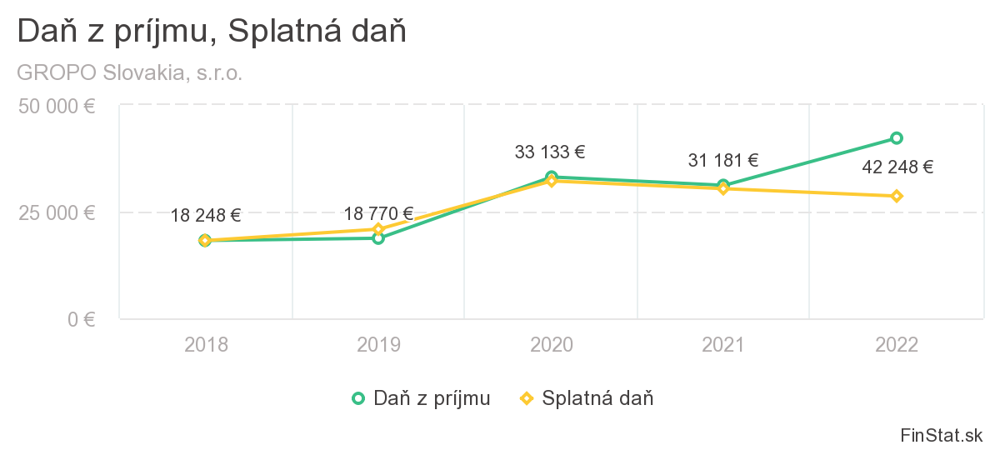 Daň z príjmu, Splatná daň
GROPO Slovakia, s.r.o.
50 000 €
25 000 €
0 €
18 248 €
18 770 €
33 133 €
31 181 €
42 248 €
2018
2019
2020
2021
2022
Daň z príjmu
Splatná daň
FinStat.sk